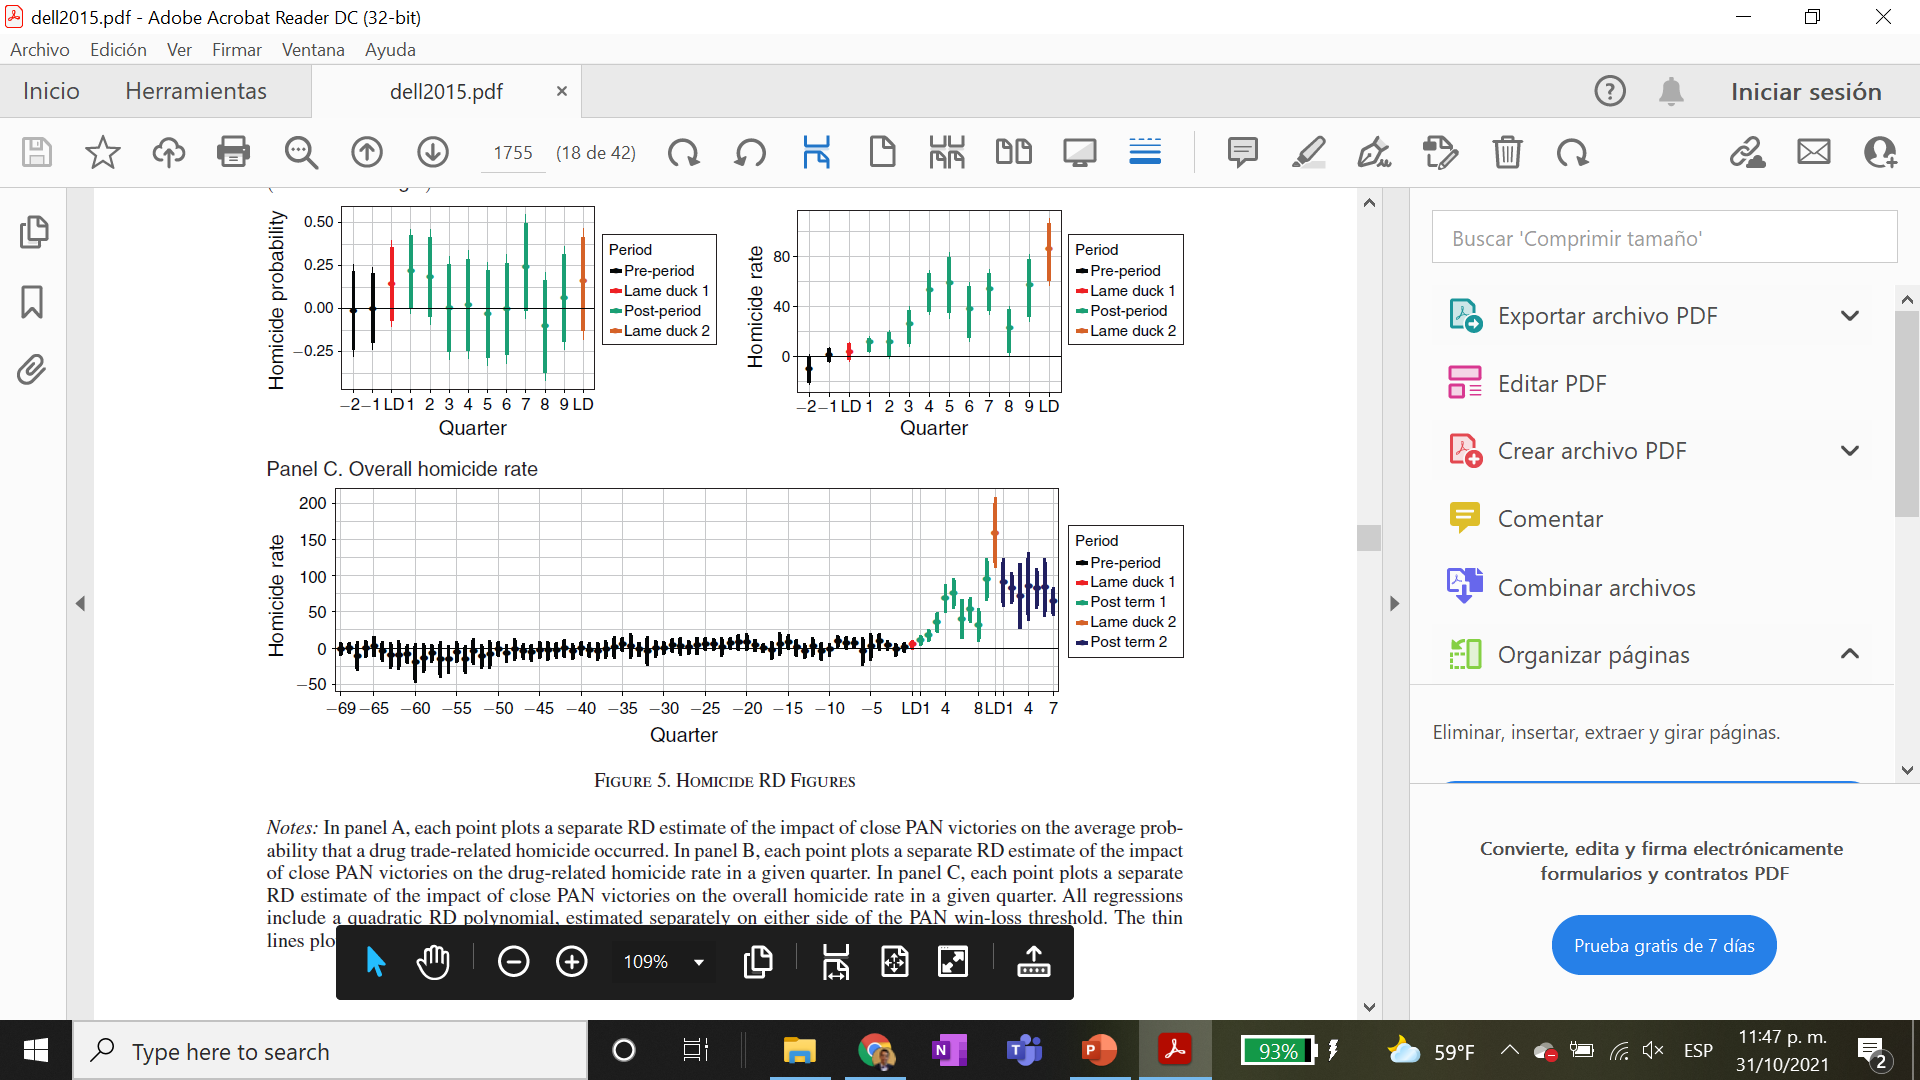 dell2015.pdf - Adobe Acrobat Reader DC (32-bit)
Archivo Edición Ver Firmar Ventana Ayuda
Inicio Herramientas dell2015.pdf × Iniciar sesión
1755 (18 de 42)
Homicide probability
0.50
0.25
0.00
−0.25
−2 −1 LD 1 2 3 4 5 6 7 8 9 LD
Quarter
Period
Pre-period
Lame duck 1
Post-period
Lame duck 2
Homicide rate
80
40
0
−2 −1 LD 1 2 3 4 5 6 7 8 9 LD
Quarter
Period
Pre-period
Lame duck 1
Post-period
Lame duck 2
Panel C. Overall homicide rate
Homicide rate
200
150
100
50
0
−50
−69 −65 −60 −55 −50 −45 −40 −35 −30 −25 −20 −15 −10 −5 LD1 4 8 LD1 4 7
Quarter
Period
Pre-period
Lame duck 1
Post term 1
Lame duck 2
Post term 2
Figure 5. Homicide RD Figures
Notes: In panel A, each point plots a separate RD estimate of the impact of close PAN victories on the average prob-
ability that a drug trade-related homicide occurred. In panel B, each point plots a separate RD estimate of the impact
of close PAN victories on the drug-related homicide rate in a given quarter. In panel C, each point plots a separate
RD estimate of the impact of close PAN victories on the overall homicide rate in a given quarter. All regressions
include a quadratic RD polynomial, estimated separately on either side of the PAN win-loss threshold. The thin
lines plo
109%
Buscar 'Comprimir tamaño'
Exportar archivo PDF
Editar PDF
Crear archivo PDF
Comentar
Combinar archivos
Organizar páginas
Eliminar, insertar, extraer y girar páginas.
Convierte, edita y firma electrónicamente
formularios y contratos PDF
Prueba gratis de 7 días
Type here to search
93%
59°F
ESP
11:47 p. m.
31/10/2021
2